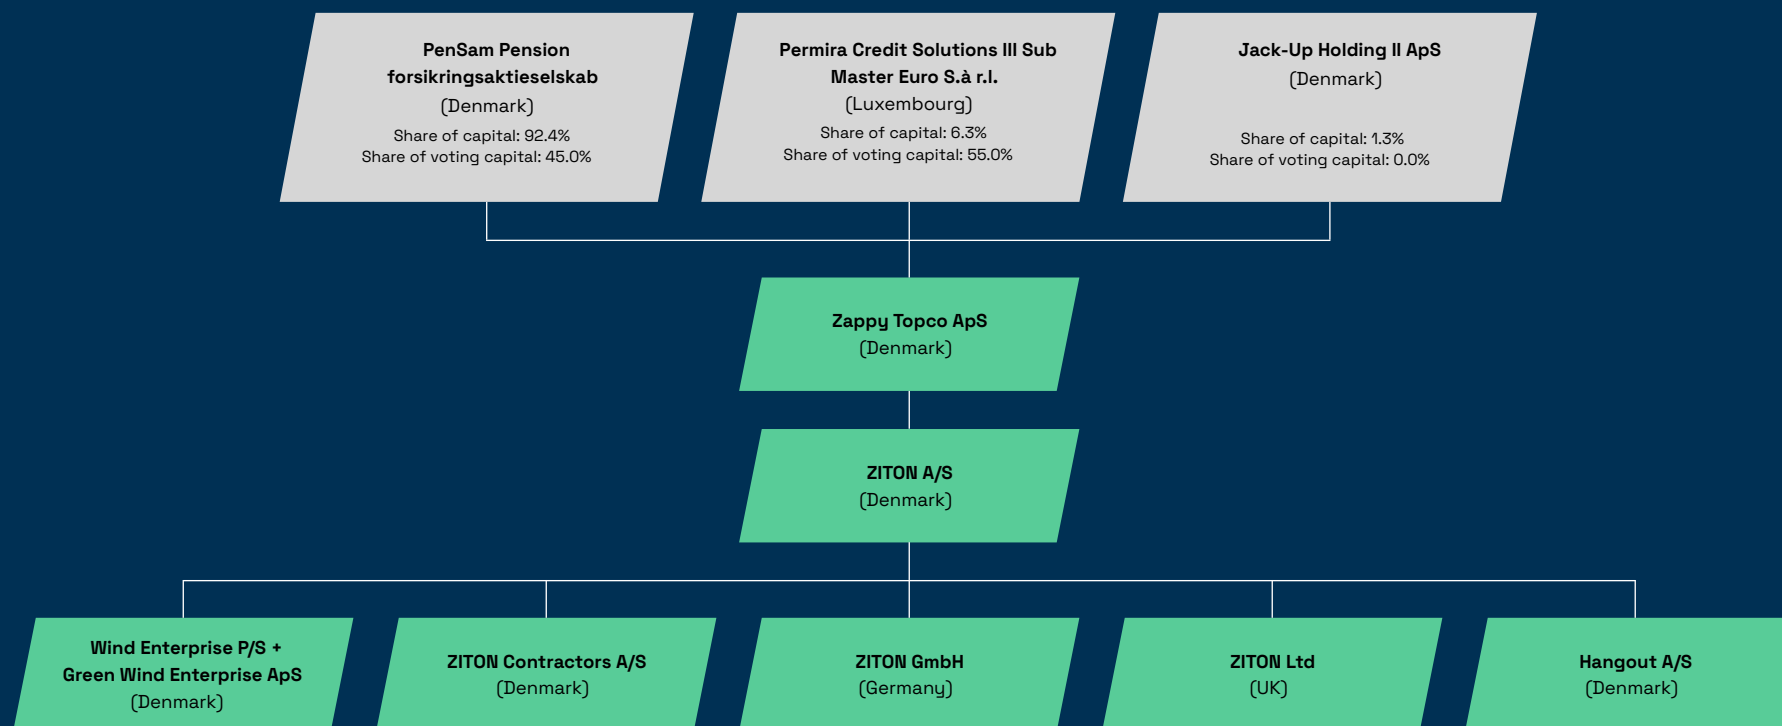 PenSam Pension
forsikringsaktieselskab
(Denmark)
Share of capital: 92.4%
Share of voting capital: 45.0%
Permira Credit Solutions III Sub
Master Euro S.à r.l.
(Luxembourg)
Share of capital: 6.3%
Share of voting capital: 55.0%
Jack-Up Holding II ApS
(Denmark)
Share of capital: 1.3%
Share of voting capital: 0.0%
Zappy Topco ApS
(Denmark)
ZITON A/S
(Denmark)
Wind Enterprise P/S +
Green Wind Enterprise ApS
(Denmark)
ZITON Contractors A/S
(Denmark)
ZITON GmbH
(Germany)
ZITON Ltd
(UK)
Hangout A/S
(Denmark)